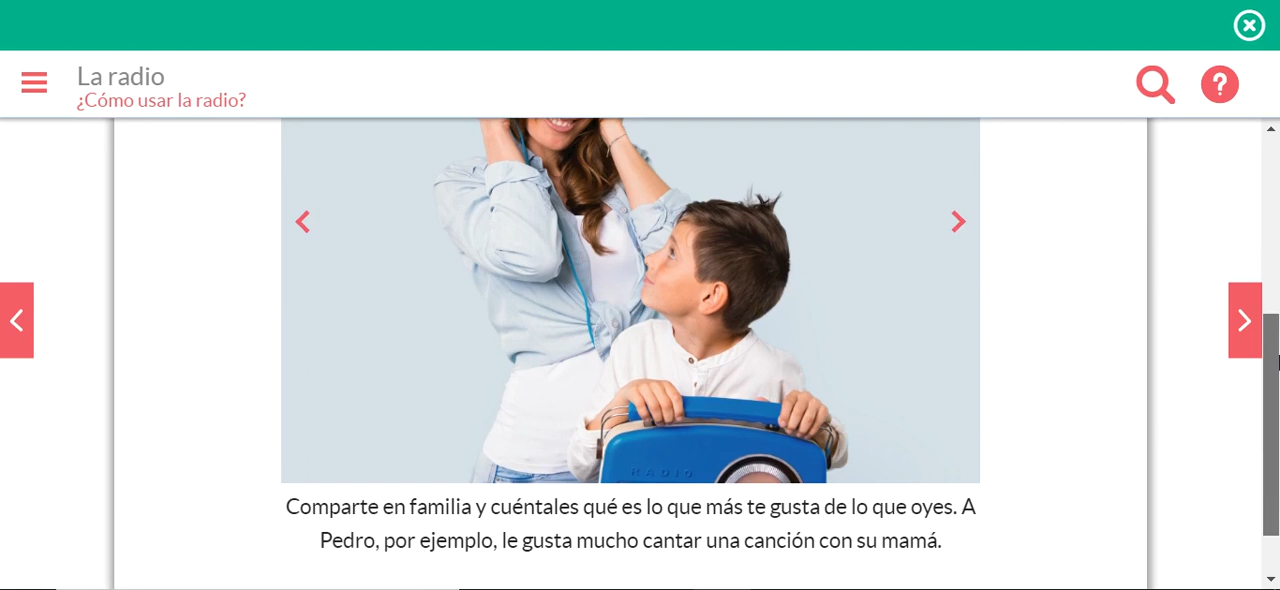 La radio
¿Cómo usar la radio?
RADIO
Comparte en familia y cuéntales qué es lo que más te gusta de lo que oyes. A
Pedro, por ejemplo, le gusta mucho cantar una canción con su mamá.